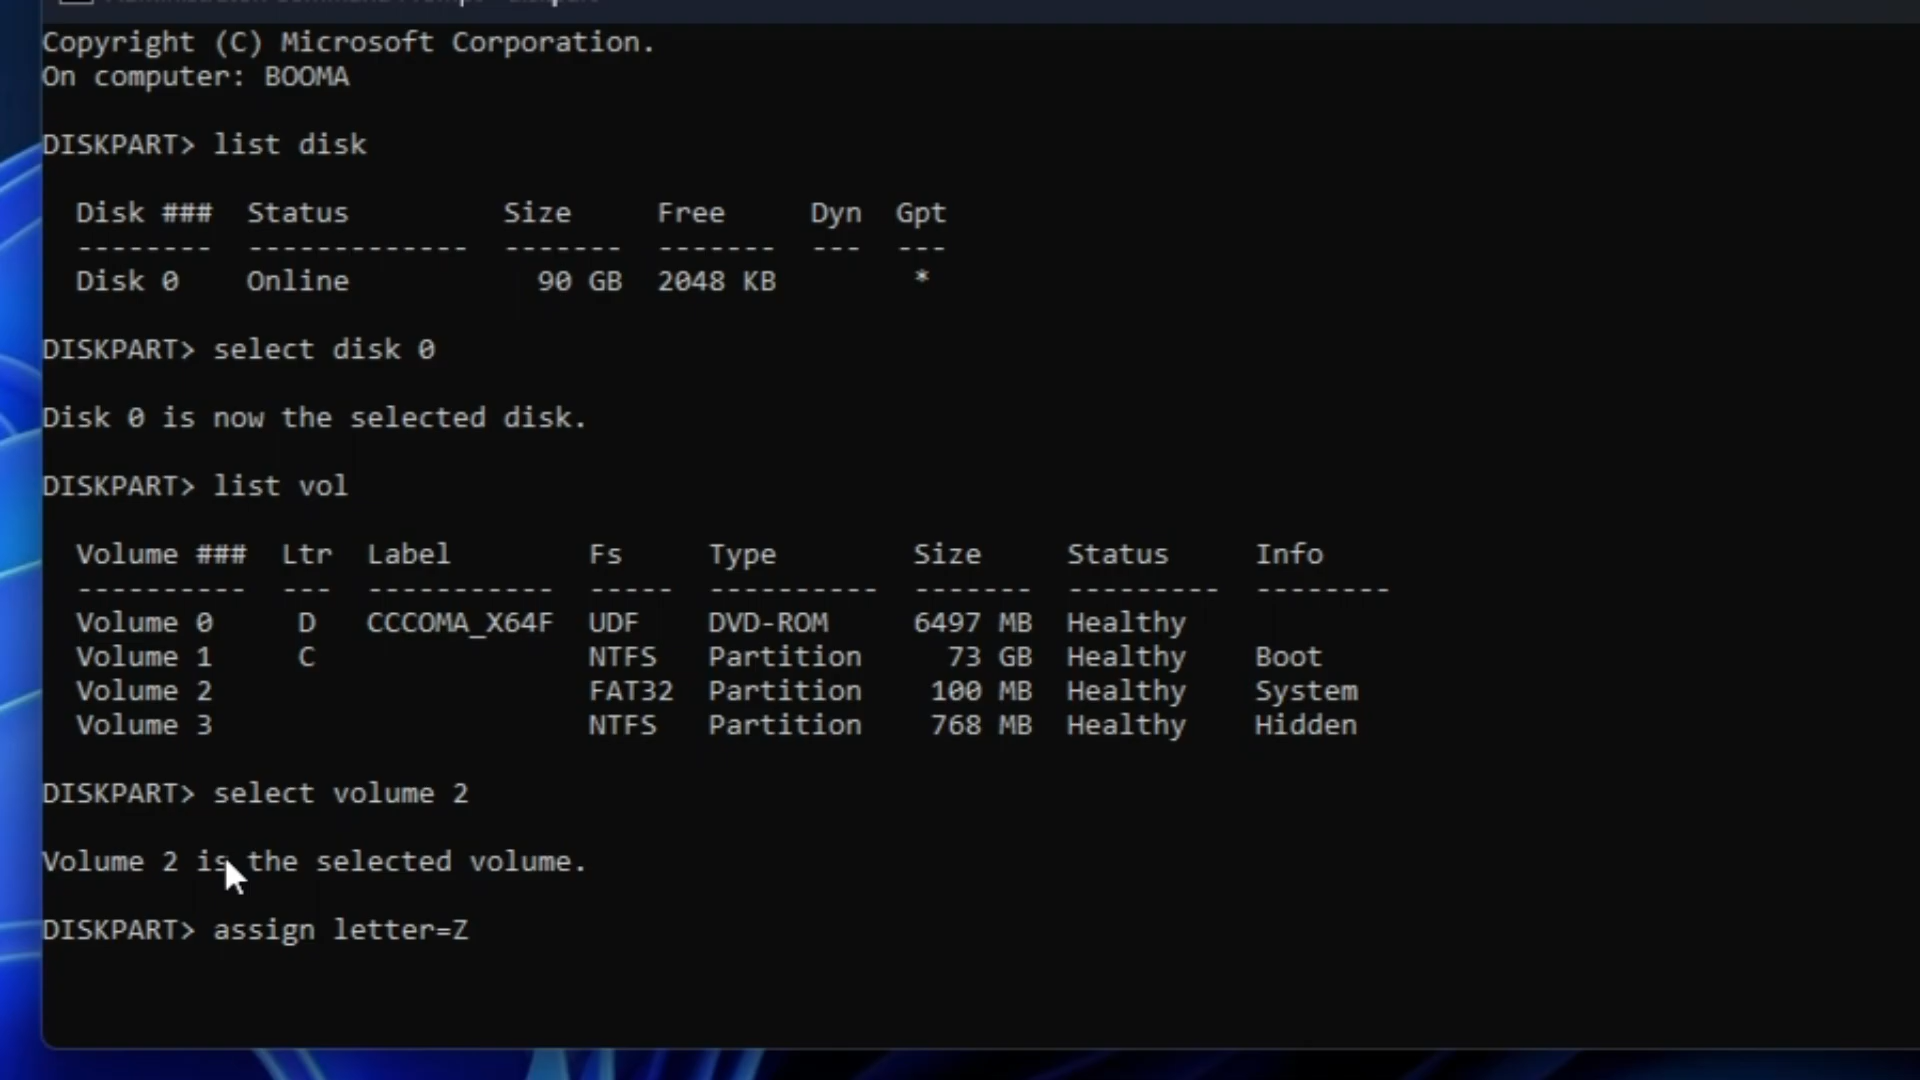 Copyright (C) Microsoft Corporation.
On computer: BOOMA
DISKPART> list disk
Disk ### Status Size Free Dyn Gpt
-------- ------------- ------- ------- --- ---
Disk 0 Online 90 GB 2048 KB *
DISKPART> select disk 0
Disk 0 is now the selected disk.
DISKPART> list vol
Volume ### Ltr Label Fs Type Size Status Info
---------- --- ----------- ----- ---------- ------- --------- --------
Volume 0 D CCCOMA_X64F UDF DVD-ROM 6497 MB Healthy
Volume 1 C NTFS Partition 73 GB Healthy Boot
Volume 2 FAT32 Partition 100 MB Healthy System
Volume 3 NTFS Partition 768 MB Healthy Hidden
DISKPART> select volume 2
Volume 2 is the selected volume.
DISKPART> assign letter=Z